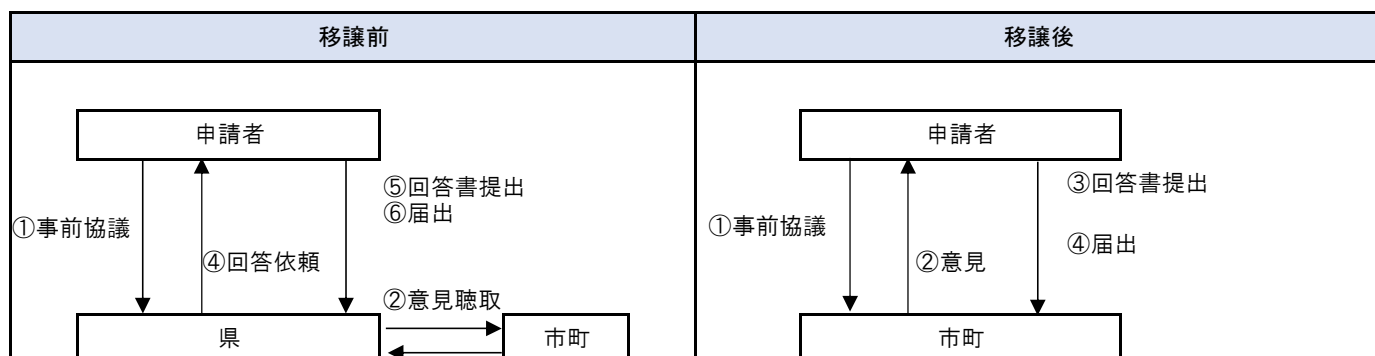 移譲前
移譲後
申請者
⑤回答書提出
⑥届出
①事前協議
④回答依頼
②意見聴取
県
市町
申請者
③回答書提出
①事前協議
④届出
②意見
市町